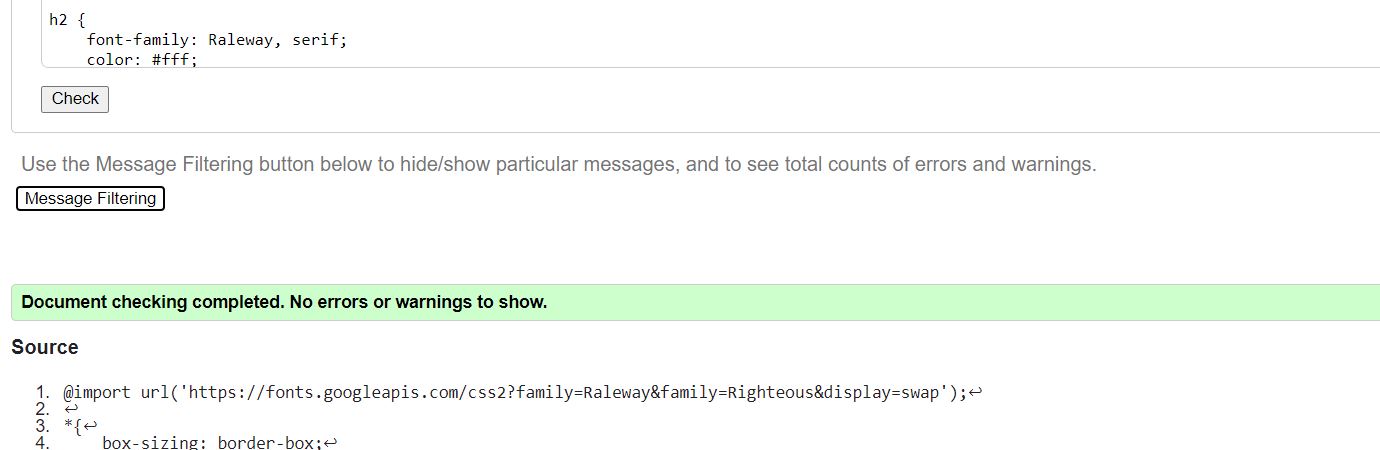 h2 {
    font-family: Raleway, serif;
    color: #fff;
Check
Use the Message Filtering button below to hide/show particular messages, and to see total counts of errors and warnings.
Message Filtering
Document checking completed. No errors or warnings to show.
Source
1. @import url('https://fonts.googleapis.com/css2?family=Raleway&family=Righteous&display=swap');↩
2. ↩
3. *{↩
4.     box-sizing: border-box;↩